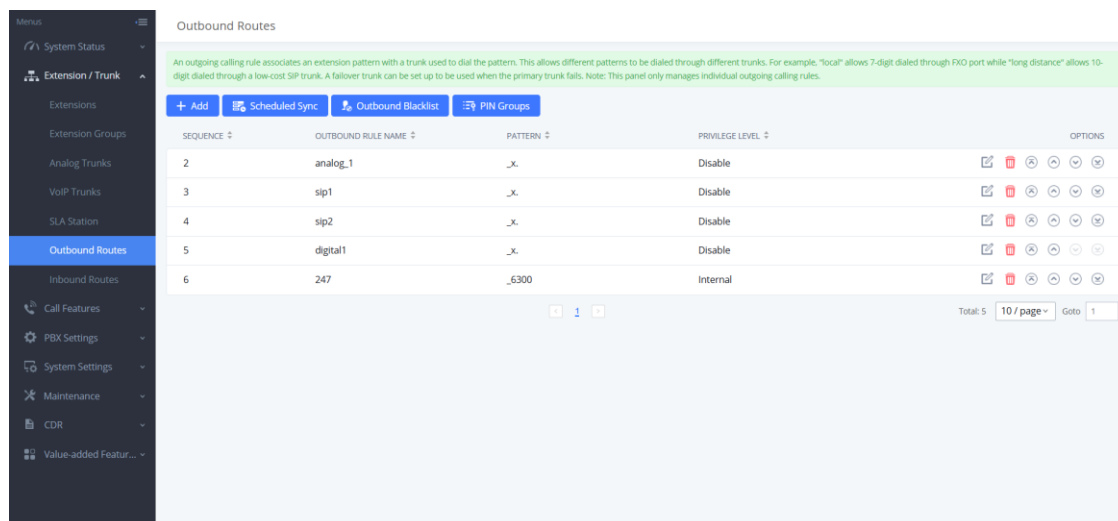 Menus
System Status
Extension / Trunk
Extensions
Extension Groups
Analog Trunks
VoIP Trunks
SLA Station
Outbound Routes
Inbound Routes
Call Features
PBX Settings
System Settings
Maintenance
CDR
Value-added Featur...
Outbound Routes
An outgoing calling rule associates an extension pattern with a trunk used to dial the pattern. This allows different patterns to be dialed through different trunks. For example, "local" allows 7-digit dialed through FXO port while "long distance" allows 10-
digit dialed through a low-cost SIP trunk. A failover trunk can be set up to be used when the primary trunk fails. Note: This panel only manages individual outgoing calling rules.
+ Add Scheduled Sync Outbound Blacklist PIN Groups
SEQUENCE OUTBOUND RULE NAME PATTERN PRIVILEGE LEVEL OPTIONS
2 analog_1 _x. Disable
3 sip1 _x. Disable
4 sip2 _x. Disable
5 digital1 _x. Disable
6 247 _6300 Internal
1 Total: 5 10 / page Goto 1